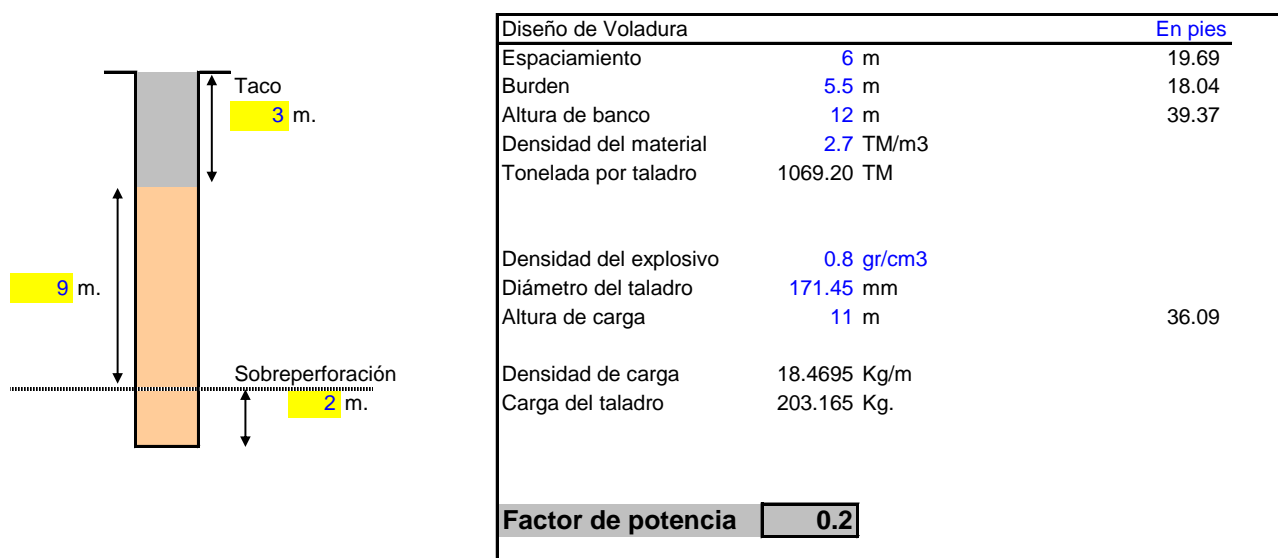 Taco
3 m.
9 m.
Sobreperforación
2 m.
Diseño de Voladura En pies
Espaciamiento 6 m 19.69
Burden 5.5 m 18.04
Altura de banco 12 m 39.37
Densidad del material 2.7 TM/m3
Tonelada por taladro 1069.20 TM
Densidad del explosivo 0.8 gr/cm3
Diámetro del taladro 171.45 mm
Altura de carga 11 m 36.09
Densidad de carga 18.4695 Kg/m
Carga del taladro 203.165 Kg.
Factor de potencia 0.2